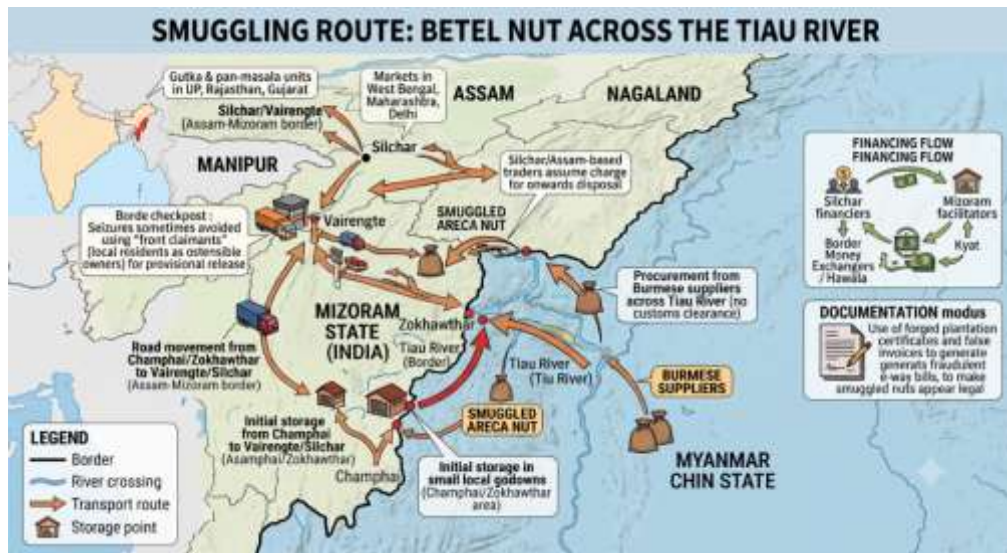 SMUGGLING ROUTE: BETEL NUT ACROSS THE TIAU RIVER
Gutka & pan-masala units
in UP, Rajasthan, Gujarat
Silchar/Vairengte
(Assam-Mizoram border)
Markets in
West Bengal,
Maharashtra,
Delhi
ASSAM
NAGALAND
MANIPUR
Silchar
Silchar/Assam-based
traders assume charge
for onwards disposal
Borde checkpost :
Seizures sometimes avoided
using "front claimants"
(local residents as ostensible
owners) for provisional release
Vairengte
SMUGGLED
ARECA NUT
Procurement from
Burmese suppliers
across Tiau River (no
customs clearance)
MIZORAM
STATE
(INDIA)
Zokhawthar
Tiau River
(Border)
Tiau River
(Tiu River)
BURMESE
SUPPLIERS
Road movement from
Champhai/Zokhawthar
to Vairengte/Silchar
(Assam-Mizoram border)
Initial storage
from Champhai
to Vairengte/Silchar
(Asamphai/Zokhawthar)
Champhai
SMUGGLED
ARECA NUT
Initial storage in
small local godowns
(Champhai/Zokhawthar
area)
MYANMAR
CHIN STATE
FINANCING FLOW
FINANCING FLOW
Silchar
financiers
Mizoram
facilitators
Border
Money
Exchangers
/ Hawala
Kyat
DOCUMENTATION modus
Use of forged plantation
certificates and false
invoices to generate
generats fraudulent
e-way bills, to make
smuggled nuts appear legal
LEGEND
Border
River crossing
Transport route
Storage point